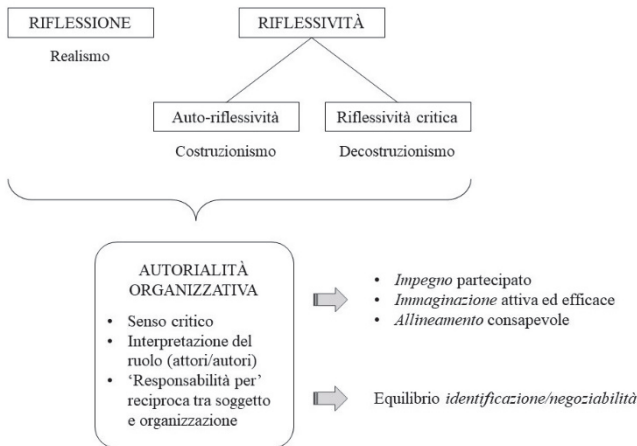 RIFLESSIONE
RIFLESSIVITÀ
Realismo
Auto-riflessività
Riflessività critica
Costruzionismo
Decostruzionismo
AUTORIALITÀ
ORGANIZZATIVA
• Senso critico
• Interpretazione del
ruolo (attori/autori)
• ‘Responsabilità per’
reciproca tra soggetto
e organizzazione
• Impegno partecipato
• Immaginazione attiva ed efficace
• Allineamento consapevole
Equilibrio identificazione/negoziabilità